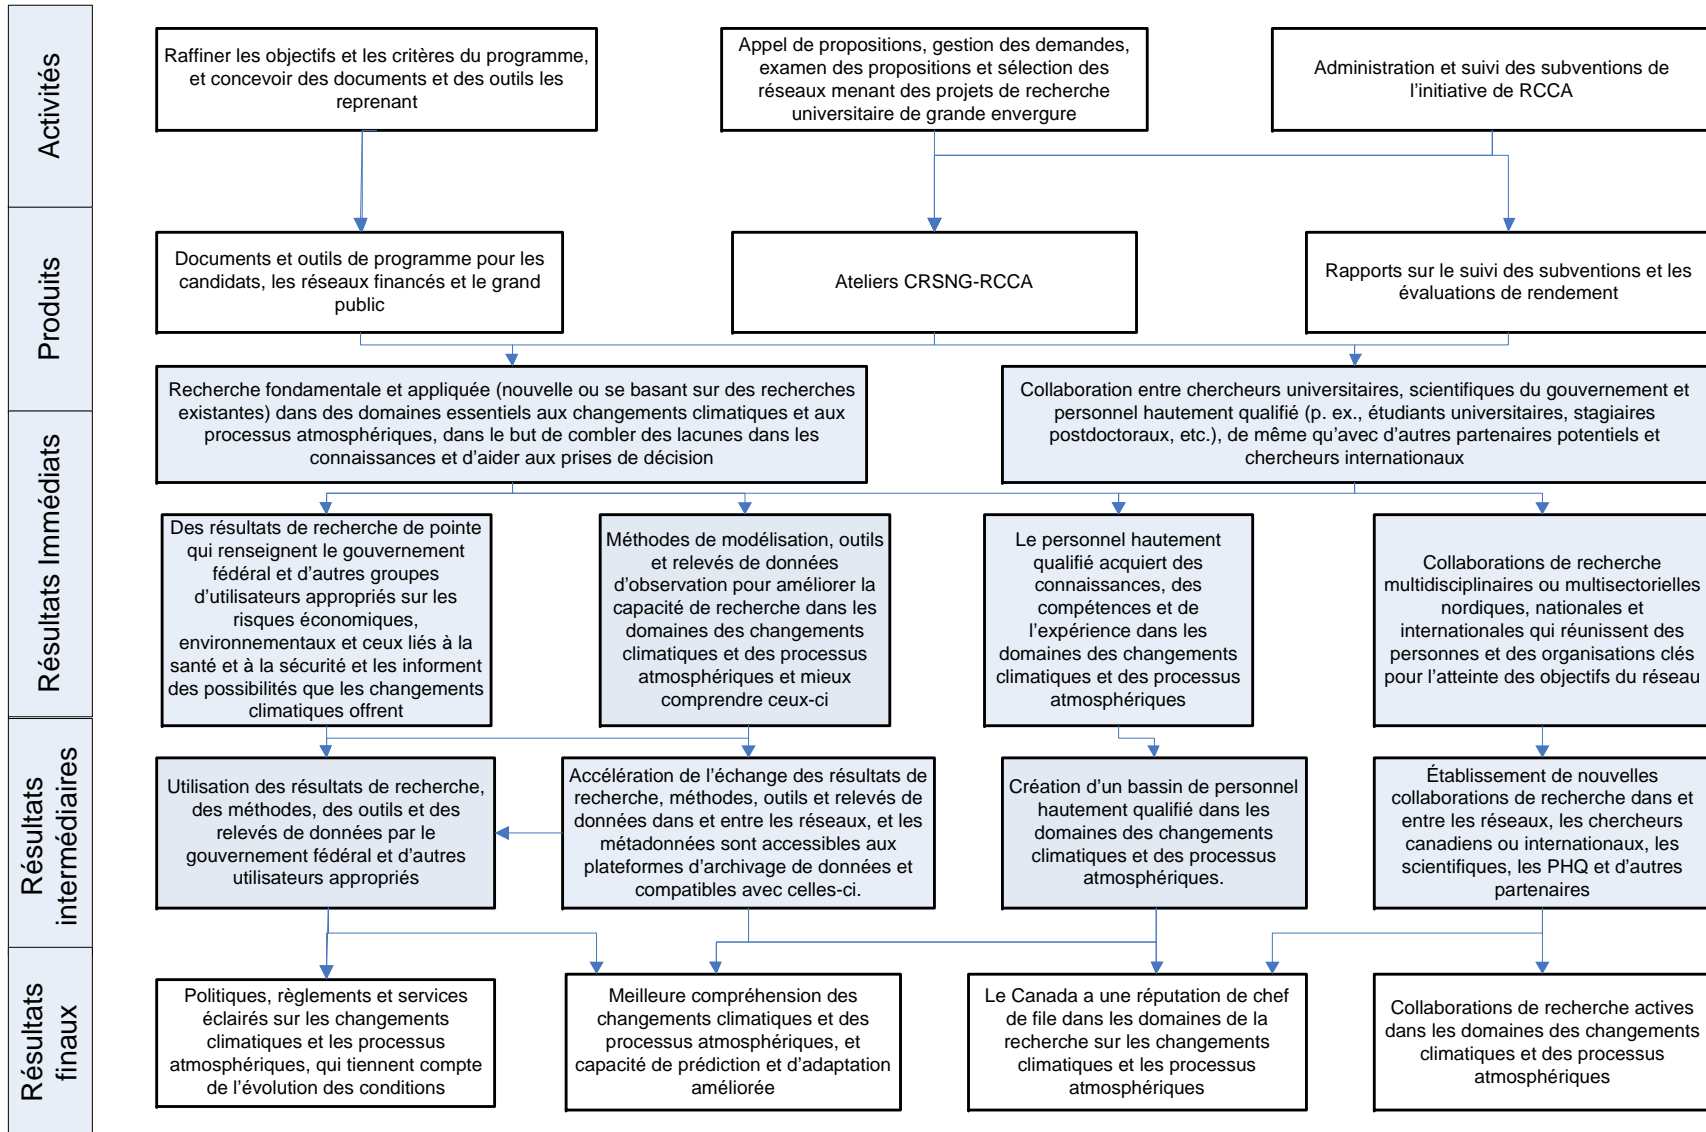 Activités
Raffiner les objectifs et les critères du programme,
et concevoir des documents et des outils les
reprenant
Appel de propositions, gestion des demandes,
examen des propositions et sélection des
réseaux menant des projets de recherche
universitaire de grande envergure
Administration et suivi des subventions de
l'initiative de RCCA
Produits
Documents et outils de programme pour les
candidats, les réseaux financés et le grand
public
Ateliers CRSNG-RCCA
Rapports sur le suivi des subventions et les
évaluations de rendement
Résultats Immédiats
Recherche fondamentale et appliquée (nouvelle ou se basant sur des recherches
existantes) dans des domaines essentiels aux changements climatiques et aux
processus atmosphériques, dans le but de combler des lacunes dans les
connaissances et d'aider aux prises de décision
Collaboration entre chercheurs universitaires, scientifiques du gouvernement et
personnel hautement qualifié (p. ex., étudiants universitaires, stagiaires
postdoctoraux, etc.), de même qu'avec d'autres partenaires potentiels et
chercheurs internationaux
Des résultats de recherche de pointe
qui renseignent le gouvernement
fédéral et d'autres groupes
d'utilisateurs appropriés sur les
risques économiques,
environnementaux et ceux liés à la
santé et à la sécurité et les informent
des possibilités que les changements
climatiques offrent
Méthodes de modélisation, outils
et relevés de données
d'observation pour améliorer la
capacité de recherche dans les
domaines des changements
climatiques et des processus
atmosphériques et mieux
comprendre ceux-ci
Le personnel hautement
qualifié acquiert des
connaissances, des
compétences et de
l'expérience dans les
domaines des changements
climatiques et des processus
atmosphériques
Collaborations de recherche
multidisciplinaires ou multisectorielles
nordiques, nationales et
internationales qui réunissent des
personnes et des organisations clés
pour l'atteinte des objectifs du réseau
Résultats
intermédiaires
Utilisation des résultats de recherche,
des méthodes, des outils et des
relevés de données par le
gouvernement fédéral et d'autres
utilisateurs appropriés
Accélération de l'échange des résultats de
recherche, méthodes, outils et relevés de
données dans et entre les réseaux, et les
métadonnées sont accessibles aux
plateformes d'archivage de données et
compatibles avec celles-ci.
Création d'un bassin de personnel
hautement qualifié dans les
domaines des changements
climatiques et des processus
atmosphériques.
Établissement de nouvelles
collaborations de recherche dans et
entre les réseaux, les chercheurs
canadiens ou internationaux, les
scientifiques, les PHQ et d'autres
partenaires
Résultats
finaux
Politiques, règlements et services
éclairés sur les changements
climatiques et les processus
atmosphériques, qui tiennent compte
de l'évolution des conditions
Meilleure compréhension des
changements climatiques et des
processus atmosphériques, et
capacité de prédiction et d'adaptation
améliorée
Le Canada a une réputation de chef
de file dans les domaines de la
recherche sur les changements
climatiques et les processus
atmosphériques
Collaborations de recherche actives
dans les domaines des changements
climatiques et des processus
atmosphériques